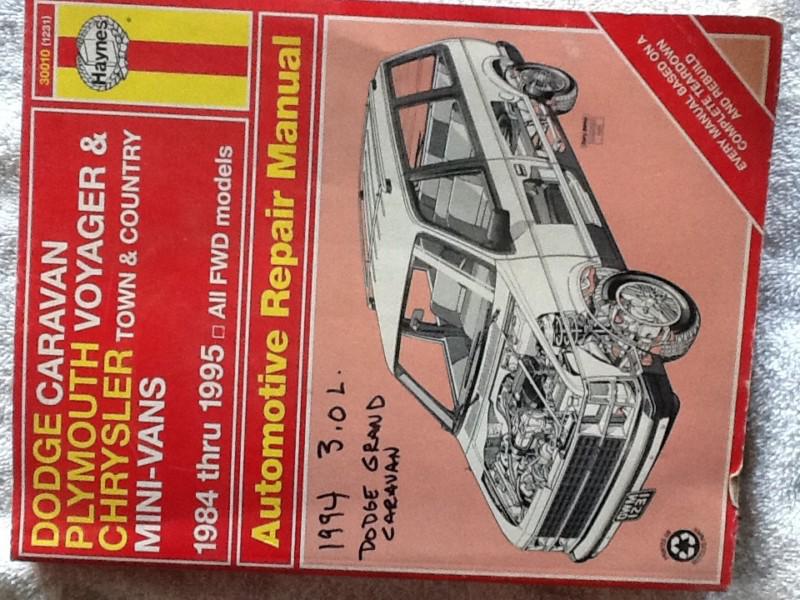 30010 (1231)
Haynes
DODGE CARAVAN
PLYMOUTH VOYAGER &
CHRYSLER TOWN & COUNTRY
MINI-VANS
1984 thru 1995 □ All FWD models
Automotive Repair Manual
EVERY MANUAL BASED ON A
COMPLETE TEARDOWN
AND REBUILD
1994 3.0 L.
DODGE GRAND
CARAVAN